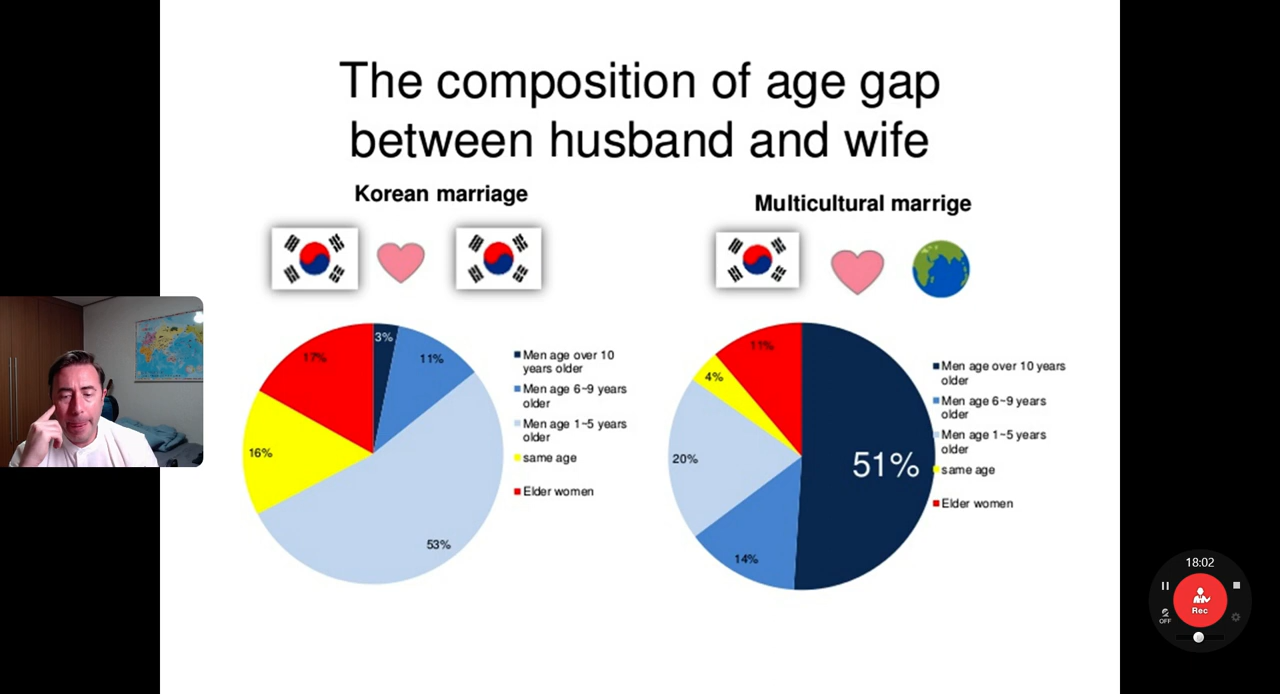 The composition of age gap
between husband and wife
Korean marriage
Multicultural marrige
3%
11%
53%
16%
17%
Men age over 10
years older
Men age 6~9 years
older
Men age 1~5 years
older
same age
Elder women
51%
14%
20%
4%
11%
Men age over 10 years
older
Men age 6~9 years
older
Men age 1~5 years
older
same age
Elder women
18:02
Rec
OFF